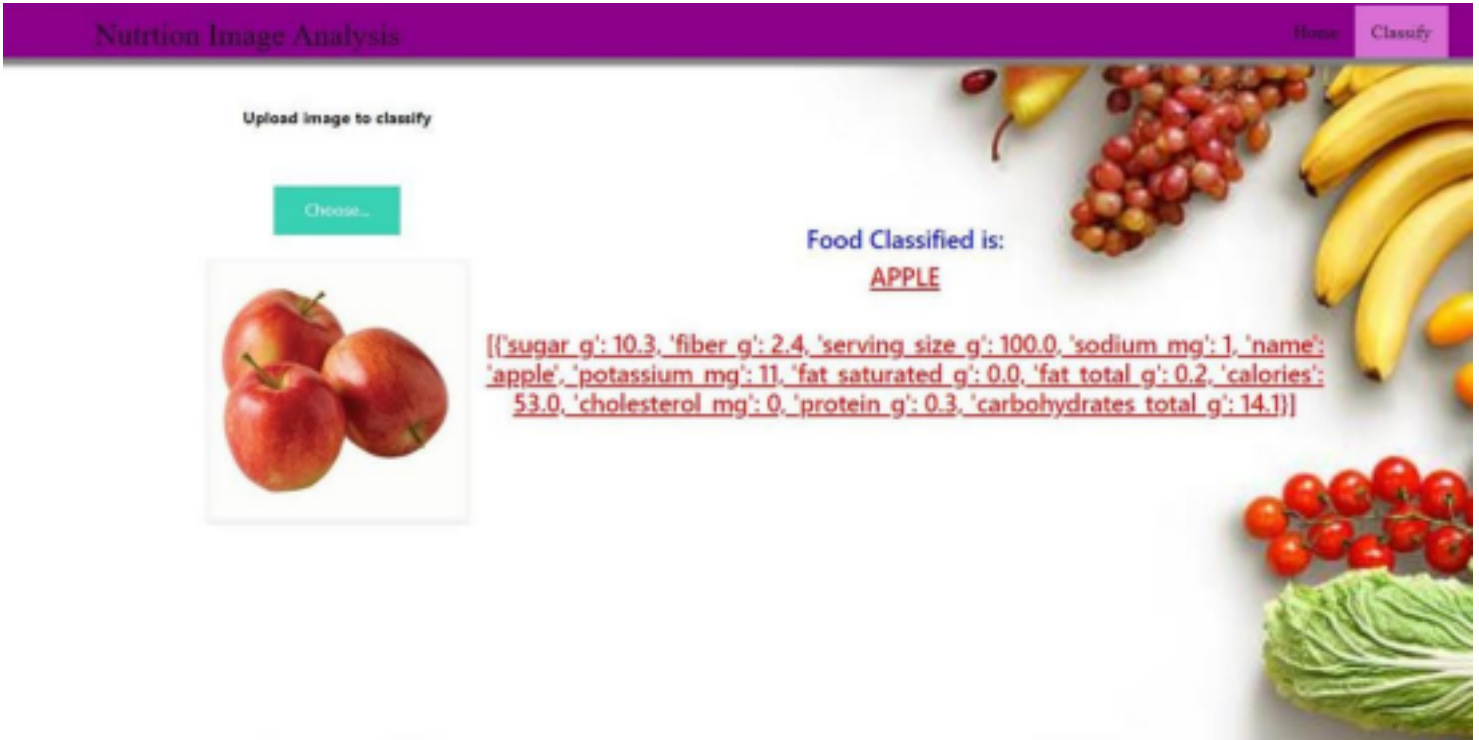 Nutrtion Image Analysis
Home
Classify
Upload image to classify
Choose...
Food Classified is:
APPLE
[{'sugar_g': 10.3, 'fiber_g': 2.4, 'serving_size_g': 100.0, 'sodium_mg': 1, 'name':
'apple', 'potassium_mg': 11, 'fat_saturated_g': 0.0, 'fat_total_g': 0.2, 'calories':
53.0, 'cholesterol_mg': 0, 'protein_g': 0.3, 'carbohydrates_total_g': 14.1}]